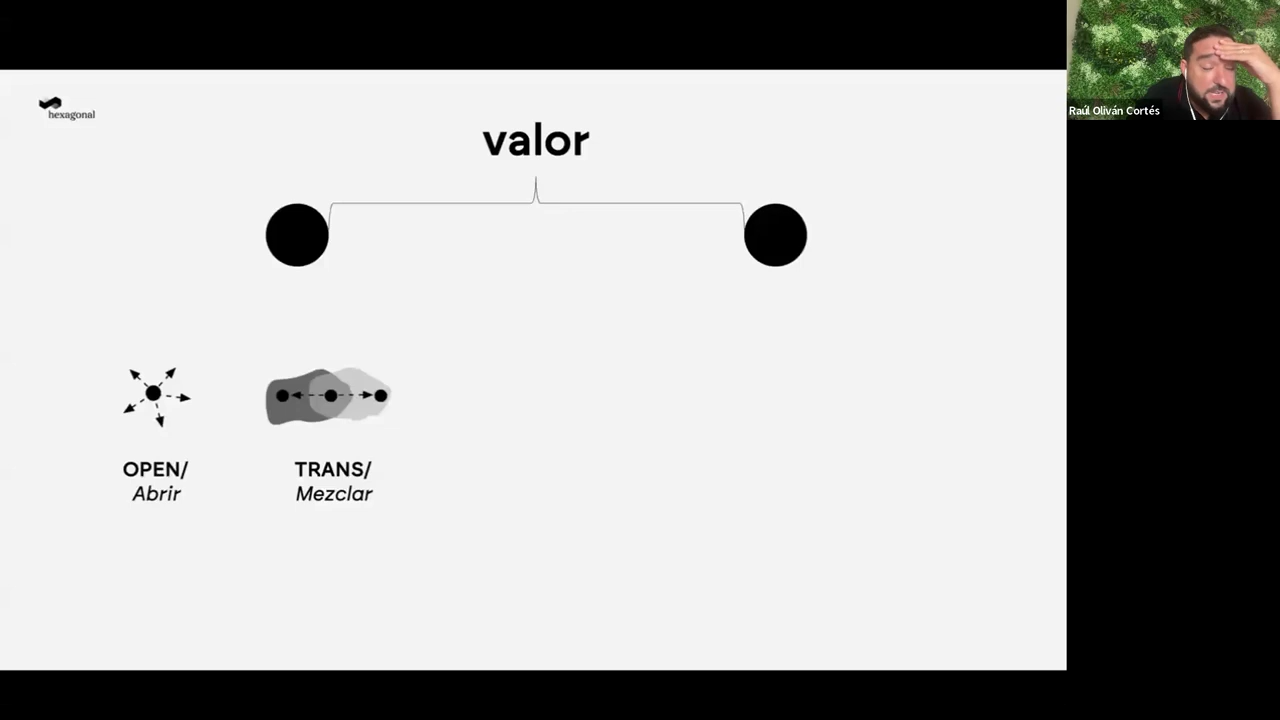 hexagonal
valor
OPEN/
Abrir
TRANS/
Mezclar
Raúl Oliván Cortés